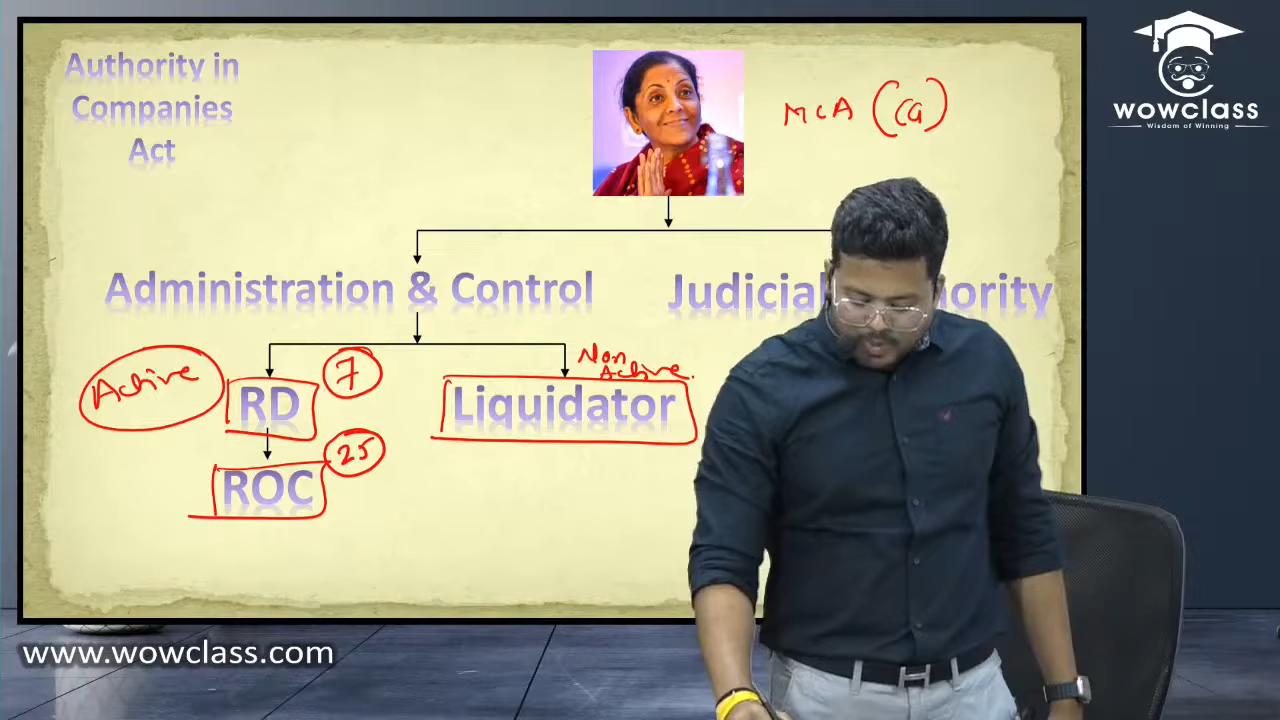 Authority in
Companies
Act
MCA (CG)
wowclass
Wisdom of Winning
Administration & Control
Judicial
ority
Active
RD
7
Non
Active.
Liquidator
ROC
25
www.wowclass.com